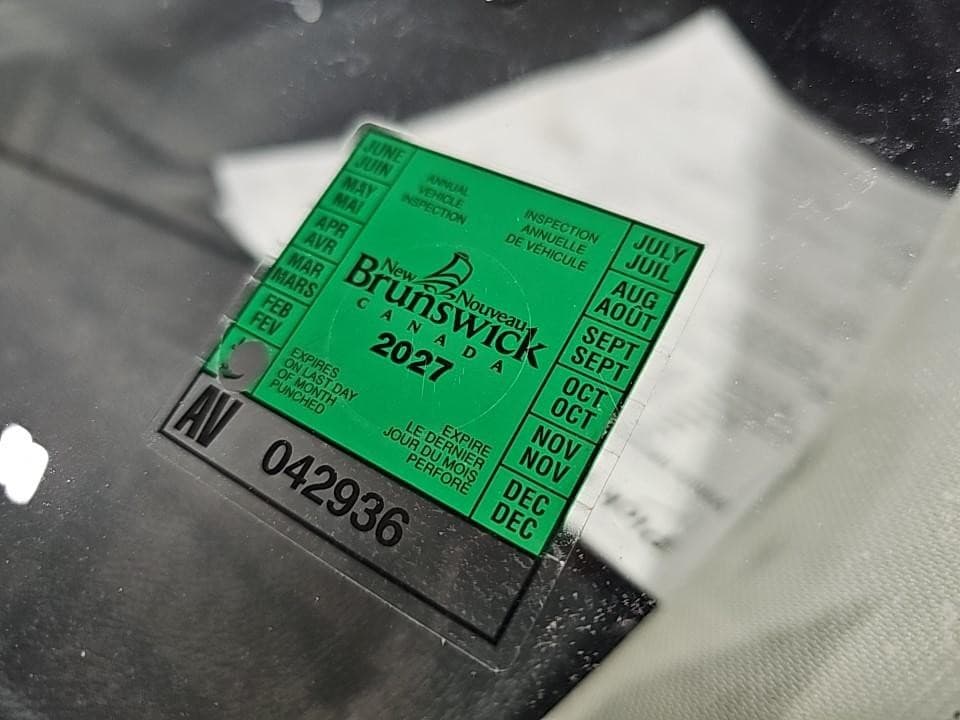 JUNE
JUIN
MAY
MAI
APR
AVR
MAR
MARS
FEB
FEV
ANNUAL
VEHICLE
INSPECTION
INSPECTION
ANNUELLE
DE VÉHICULE
New Nouveau
Brunswick
CANADA
2027
EXPIRES
ON LAST DAY
OF MONTH
PUNCHED
EXPIRE
LE DERNIER
JOUR DU MOIS
PERFORÉ
JULY
JUIL
AUG
AOÛT
SEPT
SEPT
OCT
OCT
NOV
NOV
DEC
DEC
AV 042936